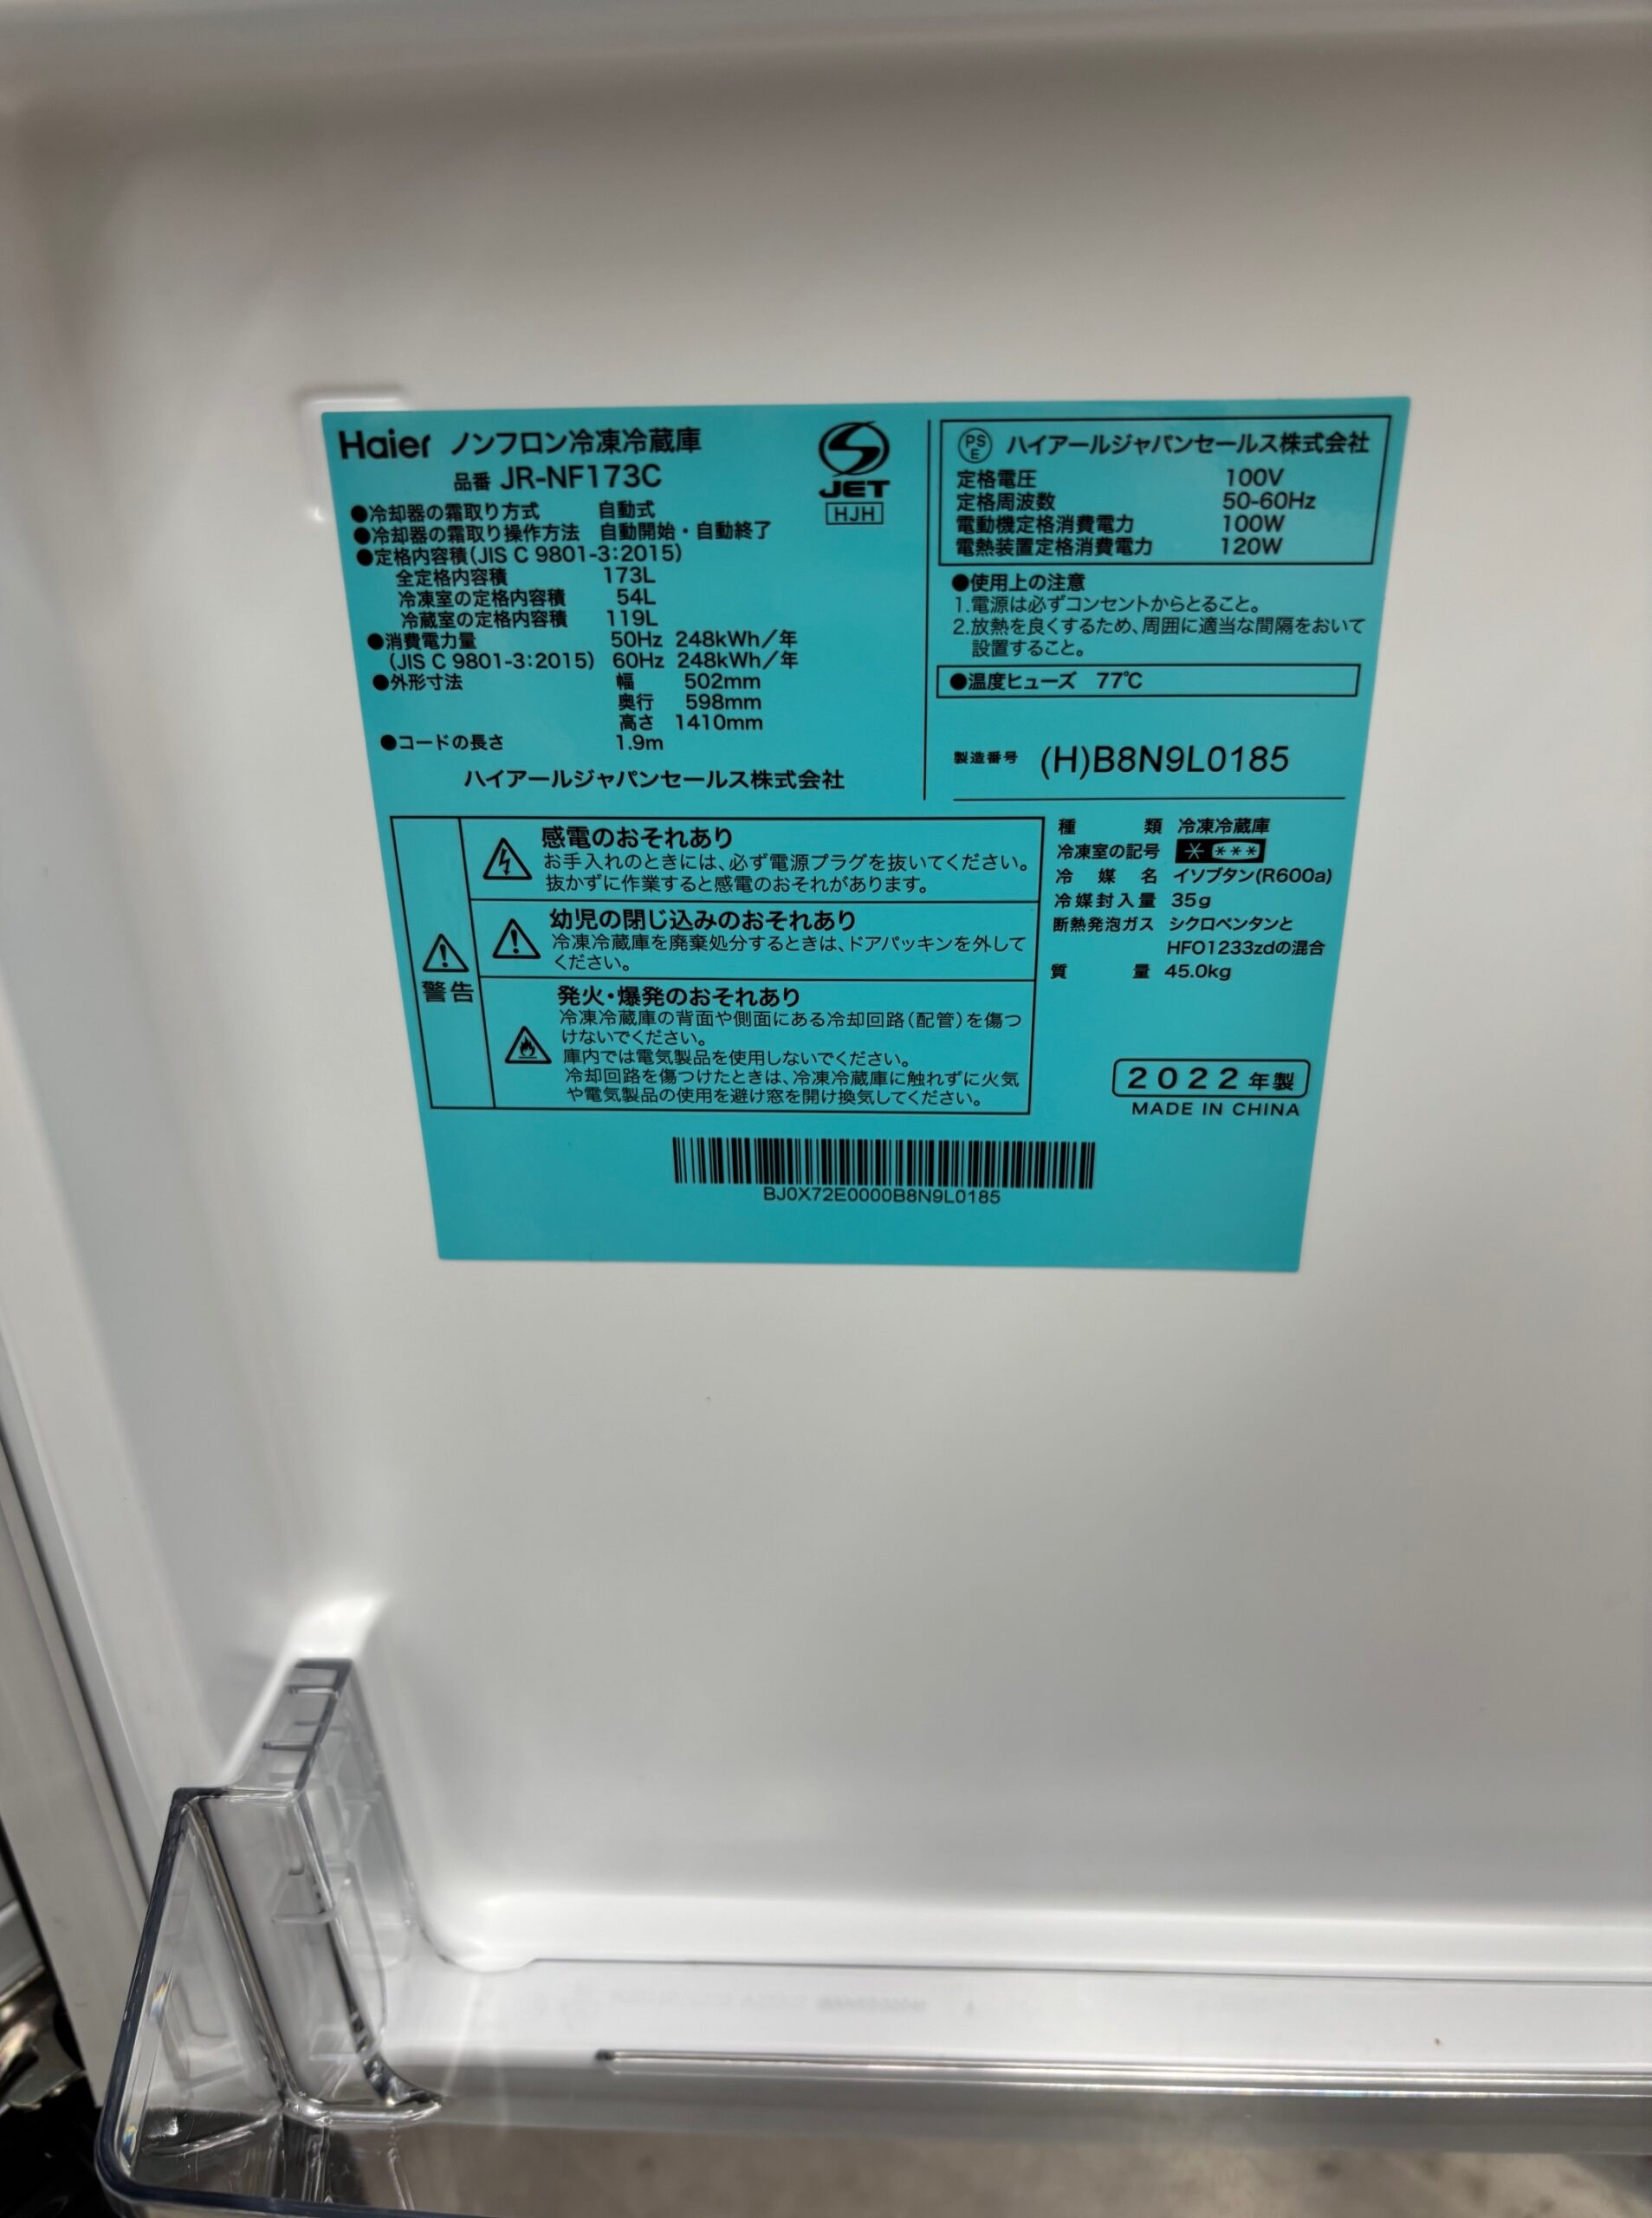 Haier ノンフロン冷凍冷蔵庫
品番 JR-NF173C
JET
HJH
●冷却器の霜取り方式 自動式
●冷却器の霜取り操作方法 自動開始・自動終了
●定格内容積(JIS C 9801-3:2015)
全定格内容積 173L
冷凍室の定格内容積 54L
冷蔵室の定格内容積 119L
●消費電力量 50Hz 248kWh/年
(JIS C 9801-3:2015) 60Hz 248kWh/年
●外形寸法 幅 502mm
奥行 598mm
高さ 1410mm
●コードの長さ 1.9m
ハイアールジャパンセールス株式会社
PS
E
ハイアールジャパンセールス株式会社
定格電圧 100V
定格周波数 50-60Hz
電動機定格消費電力 100W
電熱装置定格消費電力 120W
●使用上の注意
1.電源は必ずコンセントからとること。
2.放熱を良くするため、周囲に適当な間隔をおいて
設置すること。
●温度ヒューズ 77℃
製造番号 (H)B8N9L0185
警告
感電のおそれあり
お手入れのときには、必ず電源プラグを抜いてください。
抜かずに作業すると感電のおそれがあります。
幼児の閉じ込みのおそれあり
冷凍冷蔵庫を廃棄処分するときは、ドアパッキンを外して
ください。
発火・爆発のおそれあり
冷凍冷蔵庫の背面や側面にある冷却回路(配管)を傷つ
けないでください。
庫内では電気製品を使用しないでください。
冷却回路を傷つけたときは、冷凍冷蔵庫に触れずに火気
や電気製品の使用を避け窓を開け換気してください。
種類 冷凍冷蔵庫
冷凍室の記号 * ***
冷媒名 イソブタン(R600a)
冷媒封入量 35g
断熱発泡ガス シクロペンタンと
HFO1233zdの混合
質量 45.0kg
2022年製
MADE IN CHINA
BJ0X72E0000B8N9L0185